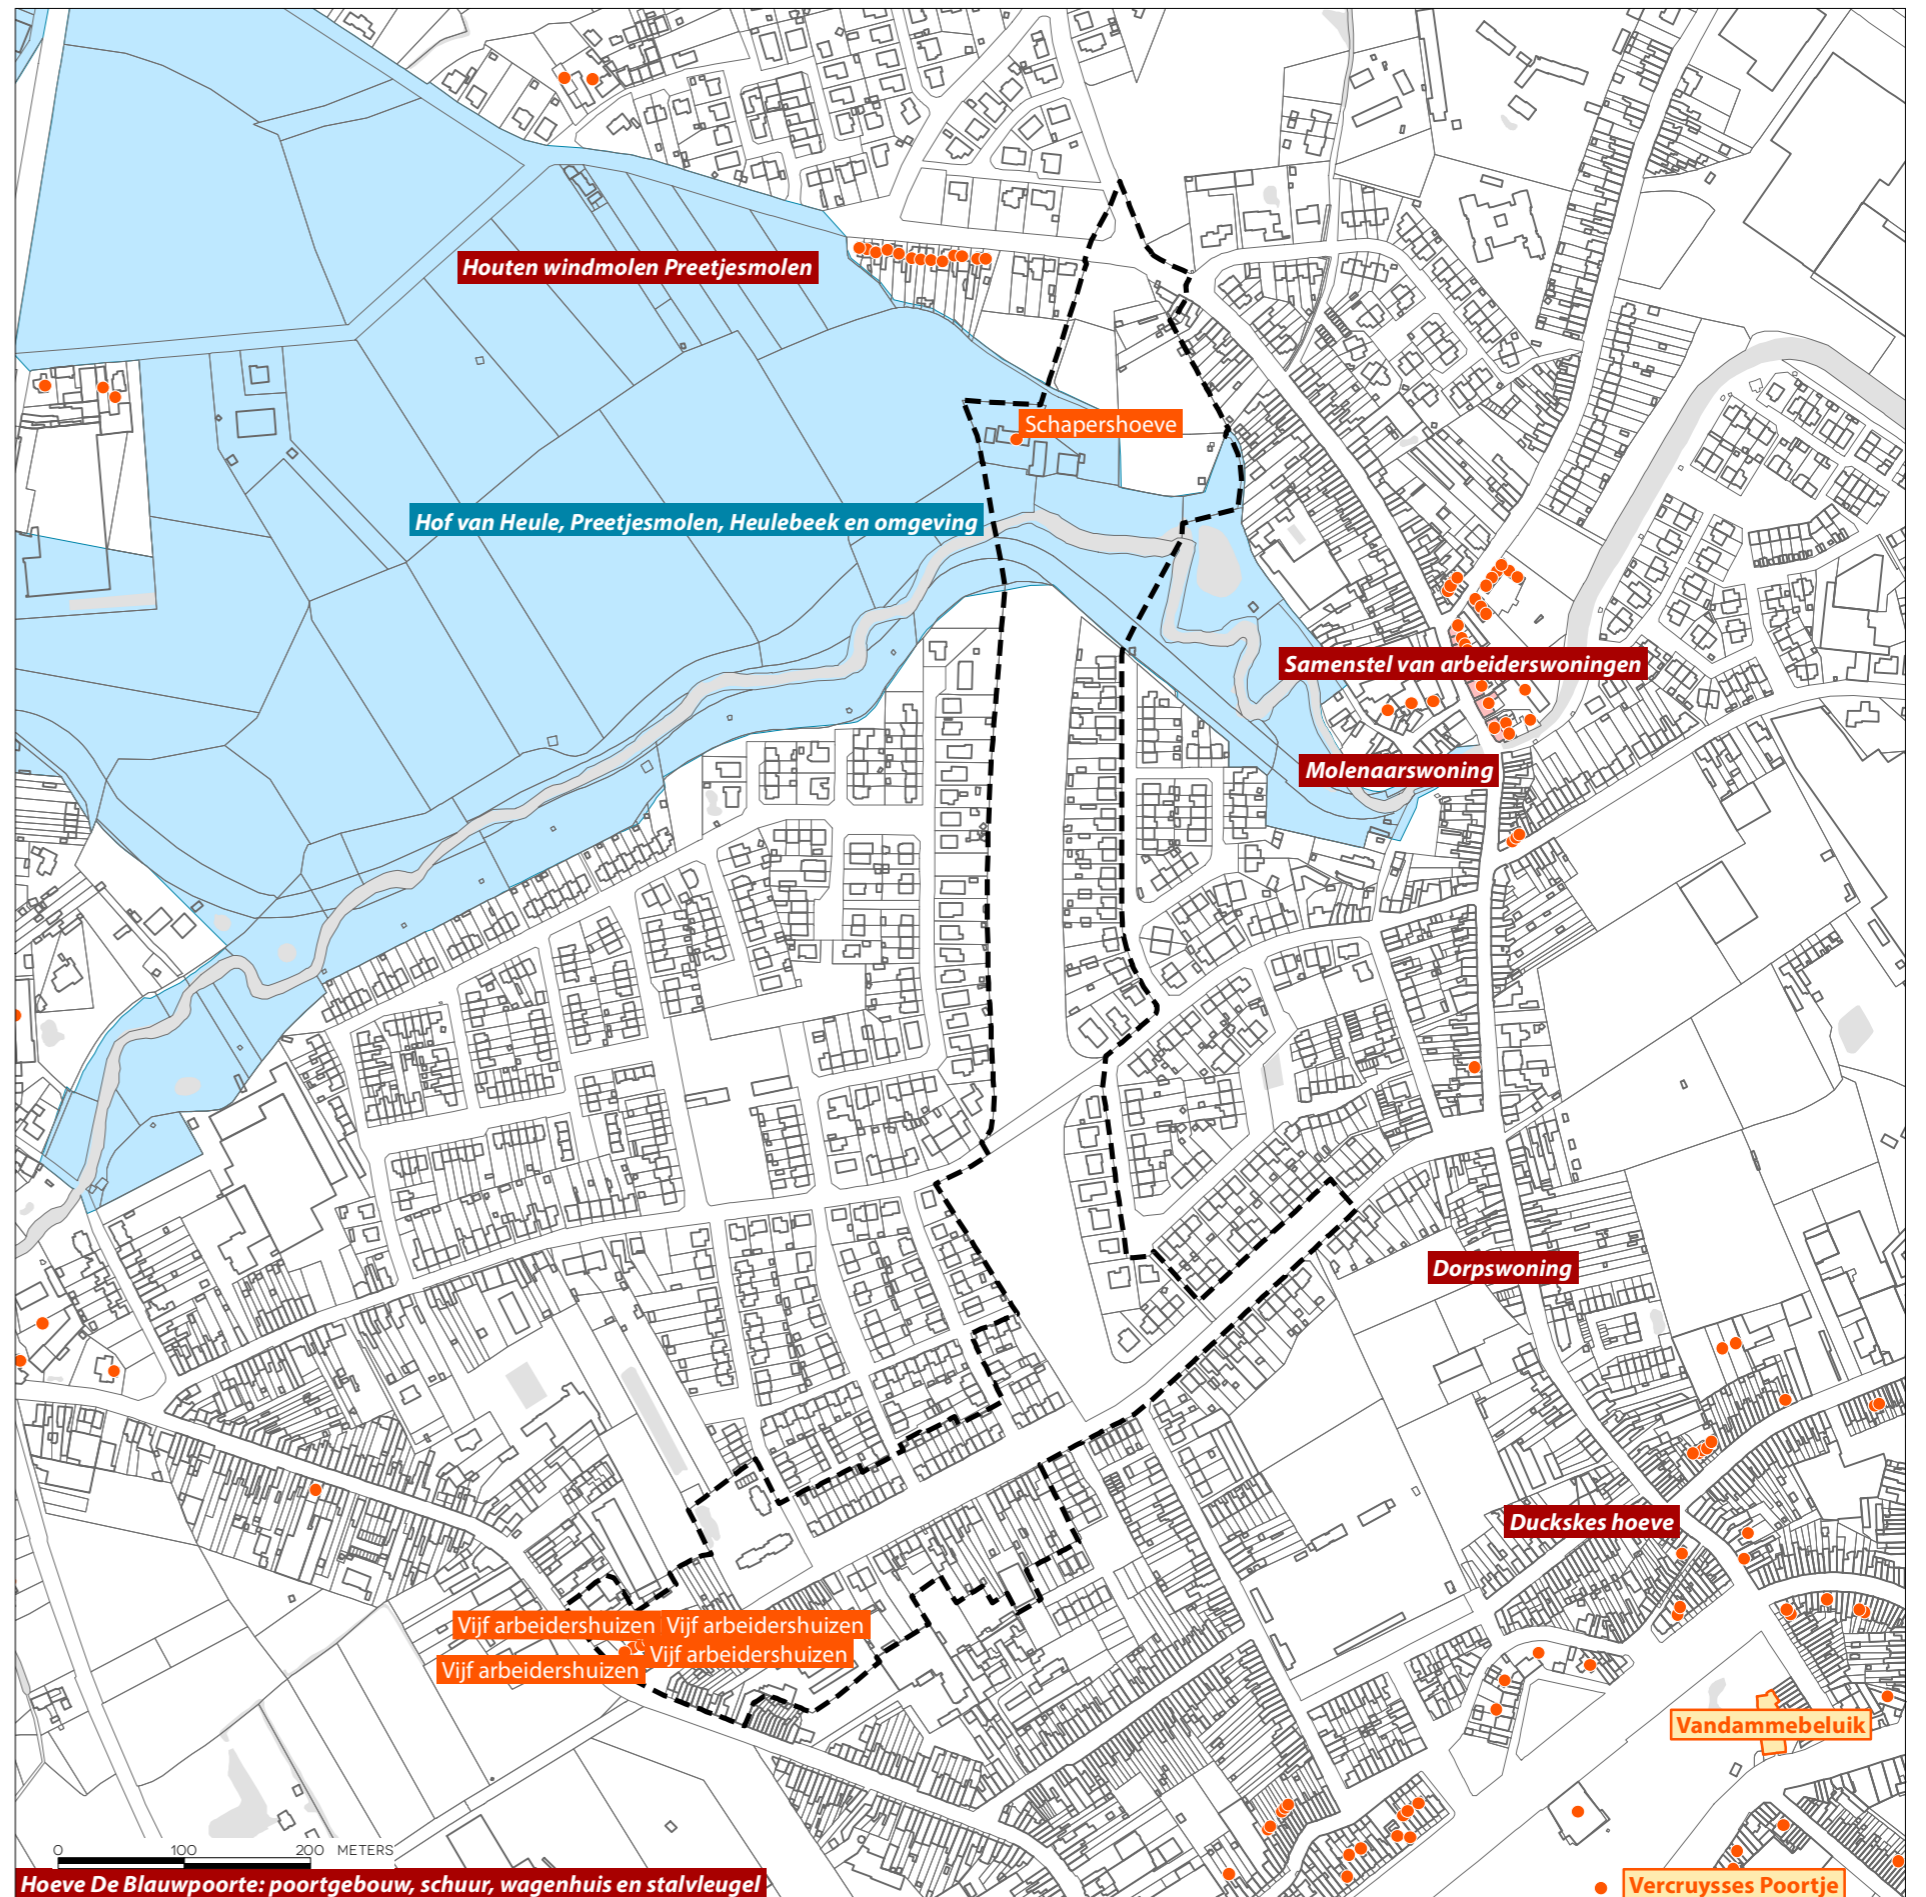 Houten windmolen Preetjesmolen
Schapershoeve
Hof van Heule, Preetjesmolen, Heulebeek en omgeving
Samenstel van arbeiderswoningen
Molenaarswoning
Dorpswoning
Duckskes hoeve
Vijf arbeidershuizen
Vijf arbeidershuizen
Vijf arbeidershuizen
Vijf arbeidershuizen
Vandammebeluik
0 100 200 METERS
Hoeve De Blauwpoorte: poortgebouw, schuur, wagenhuis en stalvleugel
Vercruysses Poortje